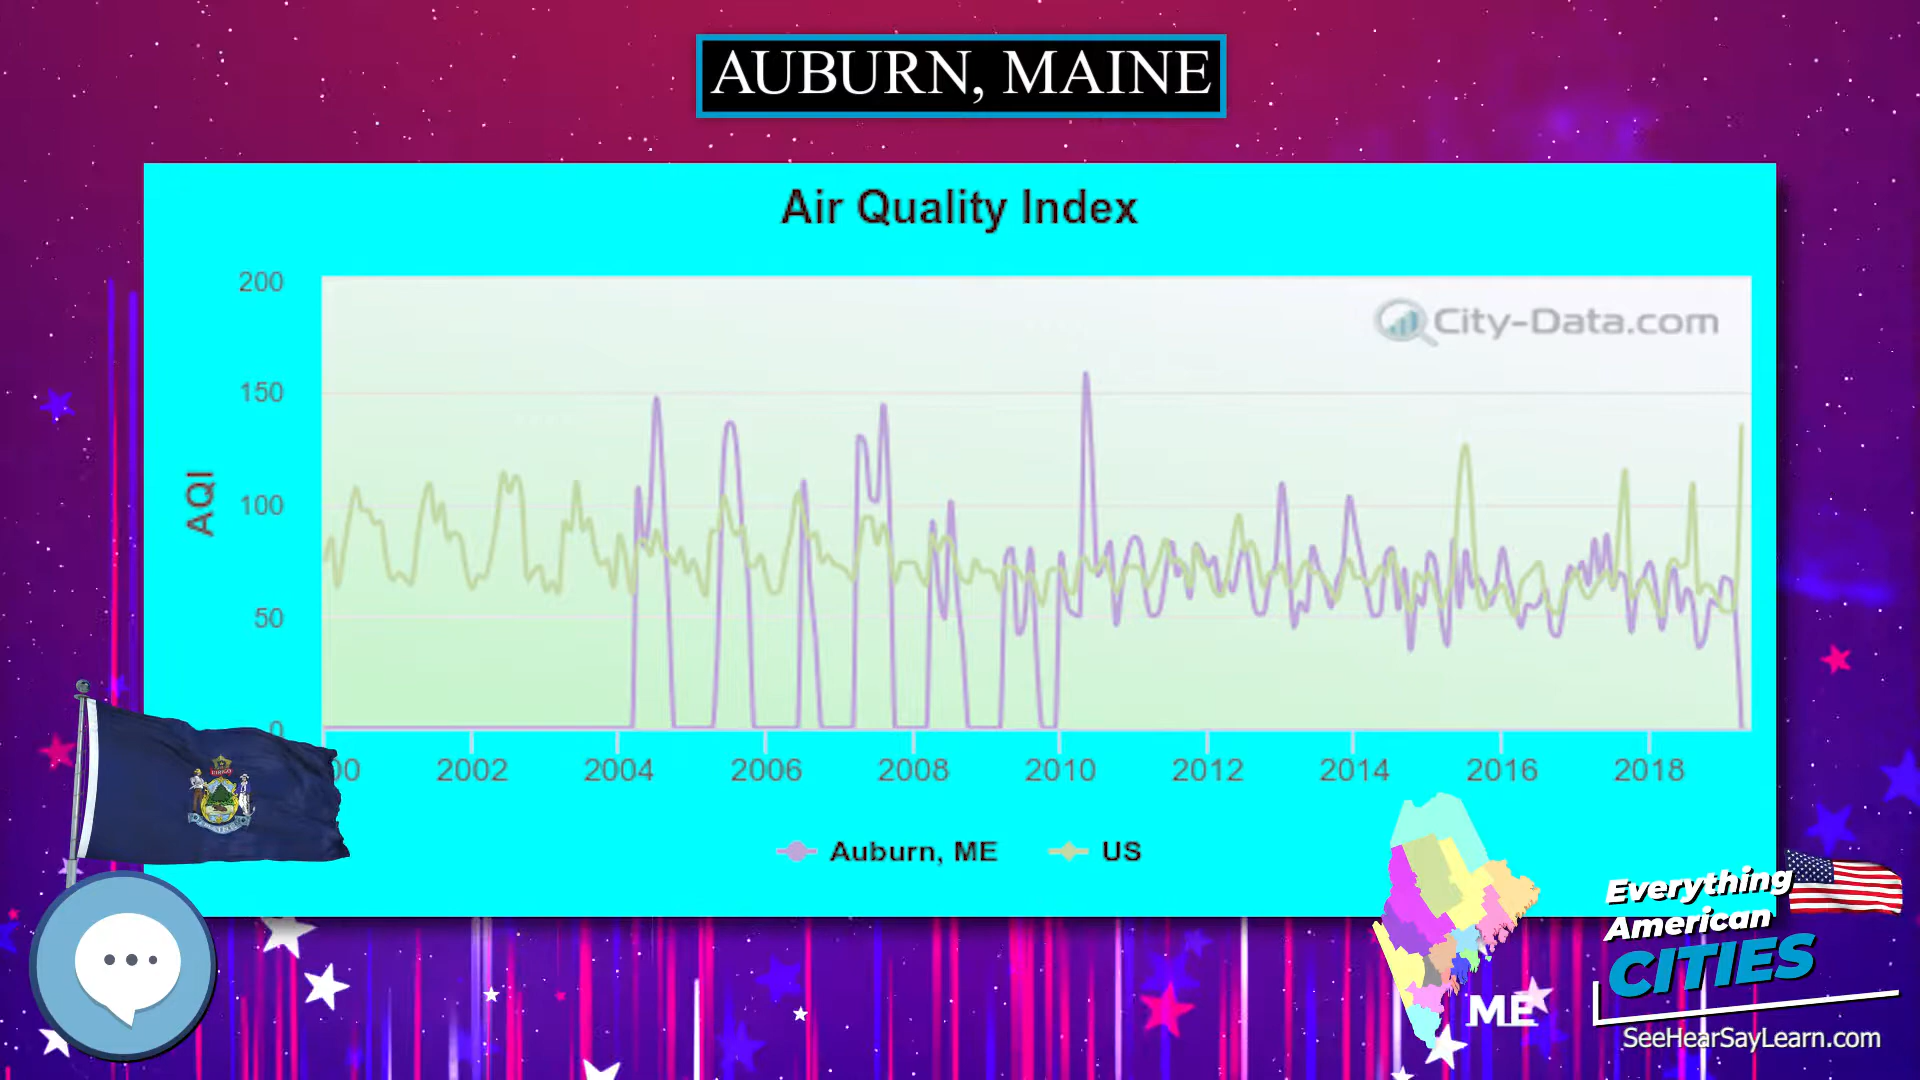 AUBURN, MAINE
Air Quality Index
200
City-Data.com
150
AQI
100
50
0
00 2002 2004 2006 2008 2010 2012 2014 2016 2018
Auburn, ME US
Everything
American
CITIES
ME
SeeHearSayLearn.com